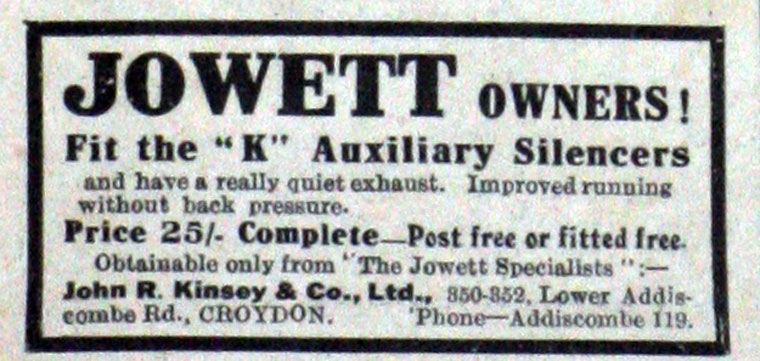 JOWETT OWNERS!
Fit the "K" Auxiliary Silencers
and have a really quiet exhaust. Improved running
without back pressure.
Price 25/- Complete—Post free or fitted free.
Obtainable only from "The Jowett Specialists":—
John R. Kinsey & Co., Ltd., 350-352, Lower Addis-
combe Rd., CROYDON. 'Phone—Addiscombe 119.